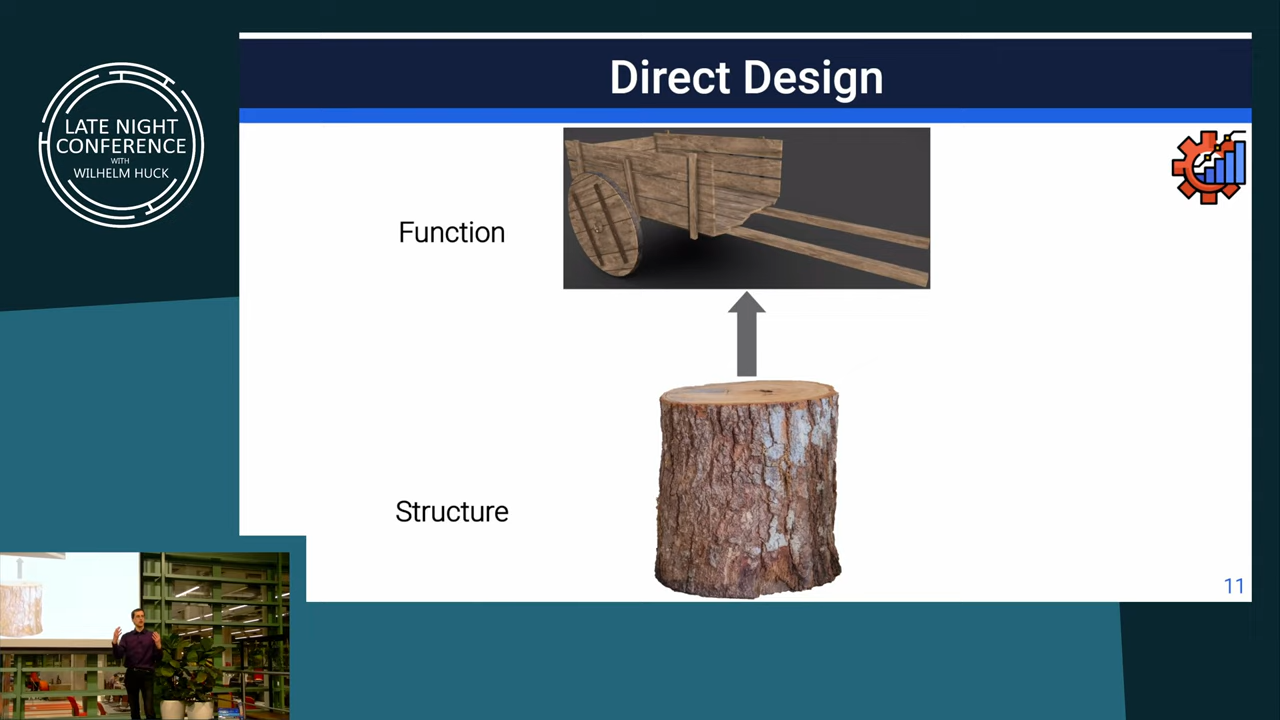 LATE NIGHT
CONFERENCE
WITH
WILHELM HUCK
Direct Design
Function
Structure
11